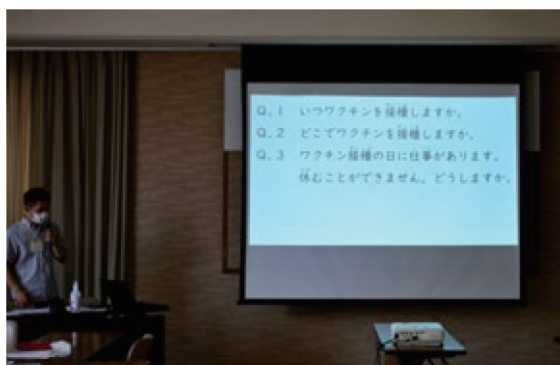 Q.1 いつワクチンを接種しますか。
Q.2 どこでワクチンを接種しますか。
Q.3 ワクチン接種の日に仕事があります。
休むことができません。どうしますか。